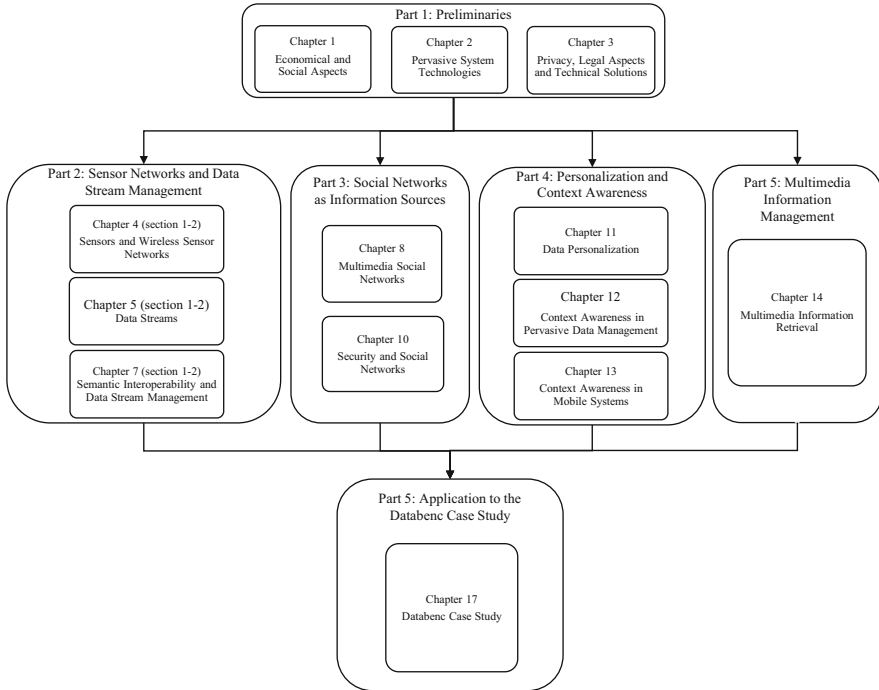 Part 1: Preliminaries
Chapter 1
Economical and
Social Aspects
Chapter 2
Pervasive System
Technologies
Chapter 3
Privacy, Legal Aspects
and Technical Solutions
Part 2: Sensor Networks and Data
Stream Management
Chapter 4 (section 1-2)
Sensors and Wireless Sensor
Networks
Chapter 5 (section 1-2)
Data Streams
Chapter 7 (section 1-2)
Semantic Interoperability and
Data Stream Management
Part 3: Social Networks
as Information Sources
Chapter 8
Multimedia Social
Networks
Chapter 10
Security and Social
Networks
Part 4: Personalization and
Context Awareness
Chapter 11
Data Personalization
Chapter 12
Context Awareness in
Pervasive Data Management
Chapter 13
Context Awareness in
Mobile Systems
Part 5: Multimedia
Information
Management
Chapter 14
Multimedia Information
Retrieval
Part 5: Application to the
Databenc Case Study
Chapter 17
Databenc Case Study